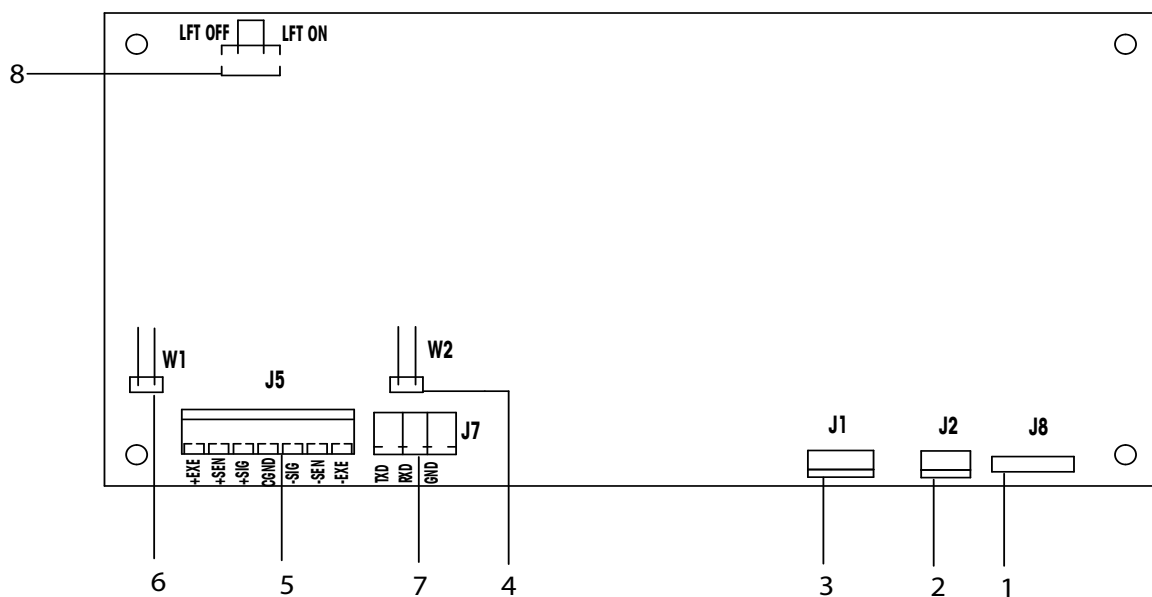 LFT OFF LFT ON
8
W1
W2
J5
J7
J1
J2
J8
+EXE
+SEN
+SIG
CGND
-SIG
-SEN
-EXE
TXD
RXD
GND
6
5
7
4
3
2
1